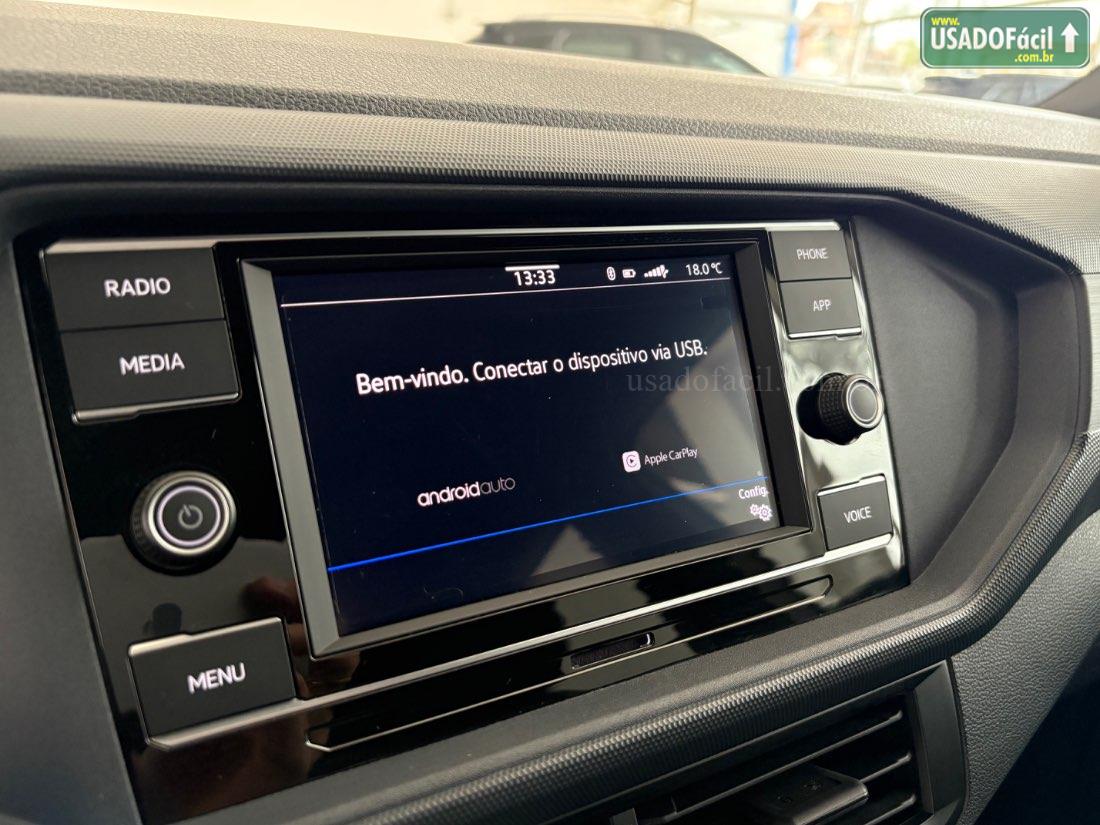 www.
USADOFácil
.com.br
RADIO
MEDIA
MENU
13:33
18.0°C
Bem-vindo. Conectar o dispositivo via USB.
usadofacil.com
androidauto
Apple CarPlay
Config.
PHONE
APP
VOICE